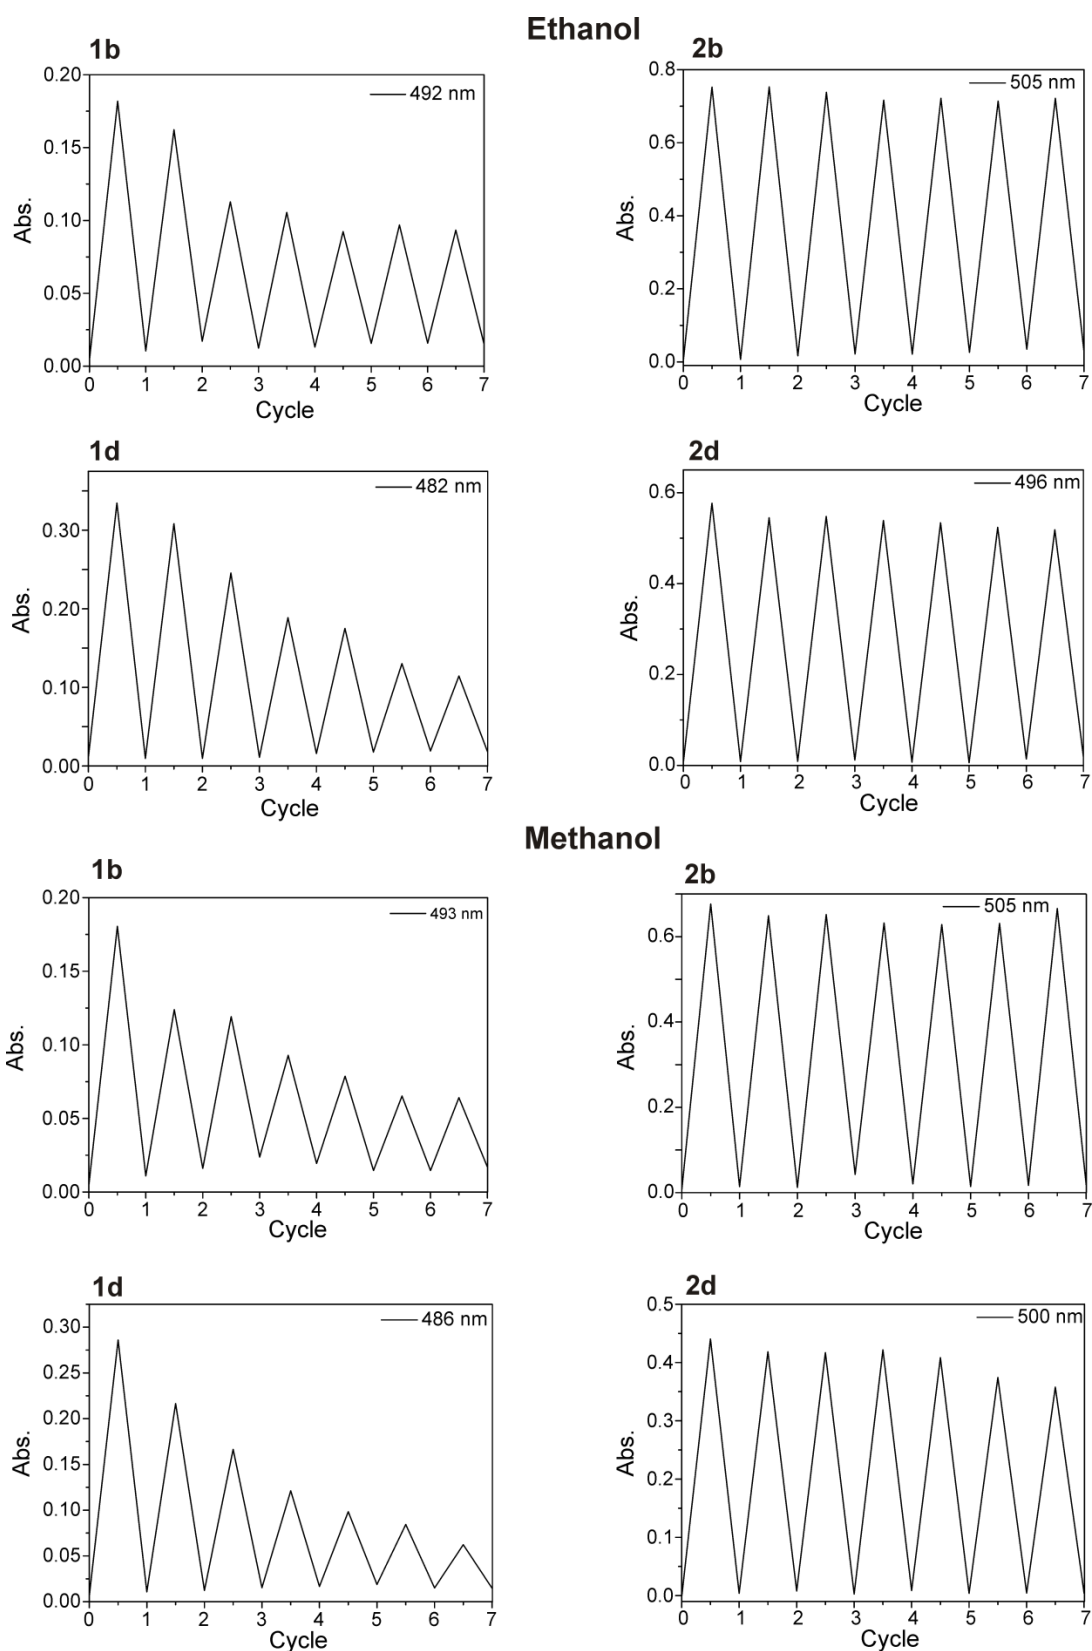 Ethanol
1b
492 nm
0.20
0.15
0.10
0.05
0.00
Abs.
0 1 2 3 4 5 6 7
Cycle
2b
505 nm
0.8
0.6
0.4
0.2
0.0
Abs.
0 1 2 3 4 5 6 7
Cycle
1d
482 nm
0.30
0.20
0.10
0.00
Abs.
0 1 2 3 4 5 6 7
Cycle
2d
496 nm
0.6
0.4
0.2
0.0
Abs.
0 1 2 3 4 5 6 7
Cycle
Methanol
1b
493 nm
0.20
0.15
0.10
0.05
0.00
Abs.
0 1 2 3 4 5 6 7
Cycle
2b
505 nm
0.6
0.4
0.2
0.0
Abs.
0 1 2 3 4 5 6 7
Cycle
1d
486 nm
0.30
0.25
0.20
0.15
0.10
0.05
0.00
Abs.
0 1 2 3 4 5 6 7
Cycle
2d
500 nm
0.5
0.4
0.3
0.2
0.1
0.0
Abs.
0 1 2 3 4 5 6 7
Cycle